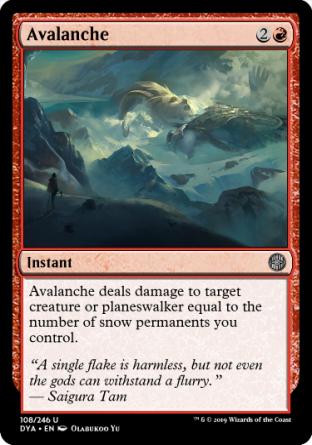 Avalanche 2
Instant
Avalanche deals damage to target
creature or planeswalker equal to the
number of snow permanents you
control.
“A single flake is harmless, but not even
the gods can withstand a flurry.”
— Saigura Tam
108/246 U
DYA • EN Olabukoo Yu
™ & © 2019 Wizards of the Coast